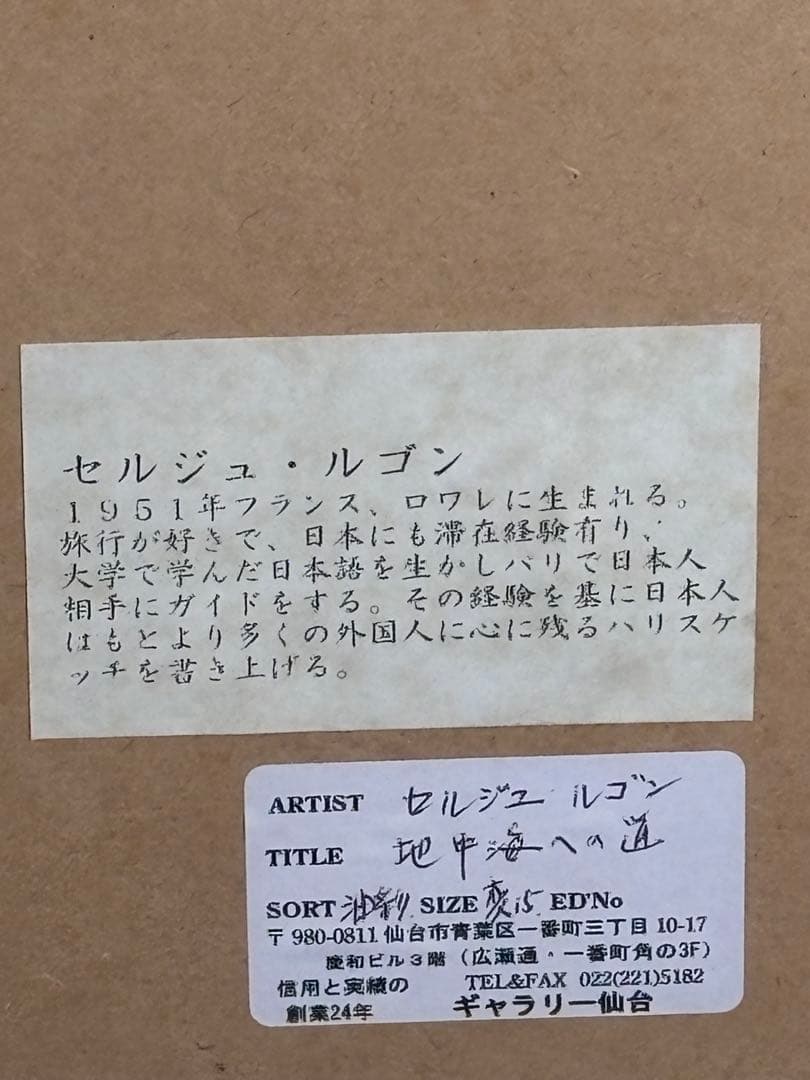 セルジュ・ルゴン
1951年フランス、ロワレに生まれる。
旅行が好きで、日本にも滞在経験有り、
大学で学んだ日本語を生かしパリで日本人
相手にガイドをする。その経験を基に日本人
はもとより多くの外国人に心に残るパリスケ
ッチを書き上げる。
ARTIST セルジュ ルゴン
TITLE 地中海への道
SORT 油彩 SIZE 変15 ED'No
〒980-0811 仙台市青葉区一番町三丁目 10-17
慶和ビル3階 (広瀬通・一番町角の3F)
信用と実績の TEL&FAX 022(221)5182
創業24年 ギャラリー仙台